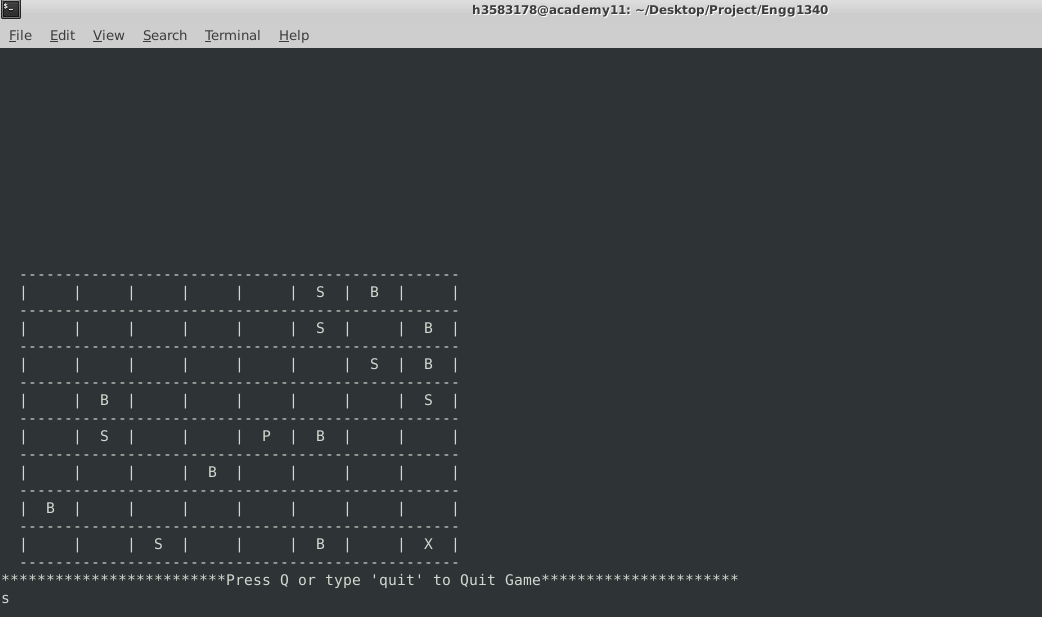 h3583178@academy11: ~/Desktop/Project/Engg1340
File Edit View Search Terminal Help
-------------------------------------------------
|     |     |     |     |     |  S  |  B  |     |
-------------------------------------------------
|     |     |     |     |     |  S  |     |  B  |
-------------------------------------------------
|     |     |     |     |     |     |  S  |  B  |
-------------------------------------------------
|     |  B  |     |     |     |     |     |  S  |
-------------------------------------------------
|     |  S  |     |     |  P  |  B  |     |     |
-------------------------------------------------
|     |     |     |  B  |     |     |     |     |
-------------------------------------------------
|  B  |     |     |     |     |     |     |     |
-------------------------------------------------
|     |     |  S  |     |     |  B  |     |  X  |
-------------------------------------------------
*************************Press Q or type 'quit' to Quit Game**********************
s